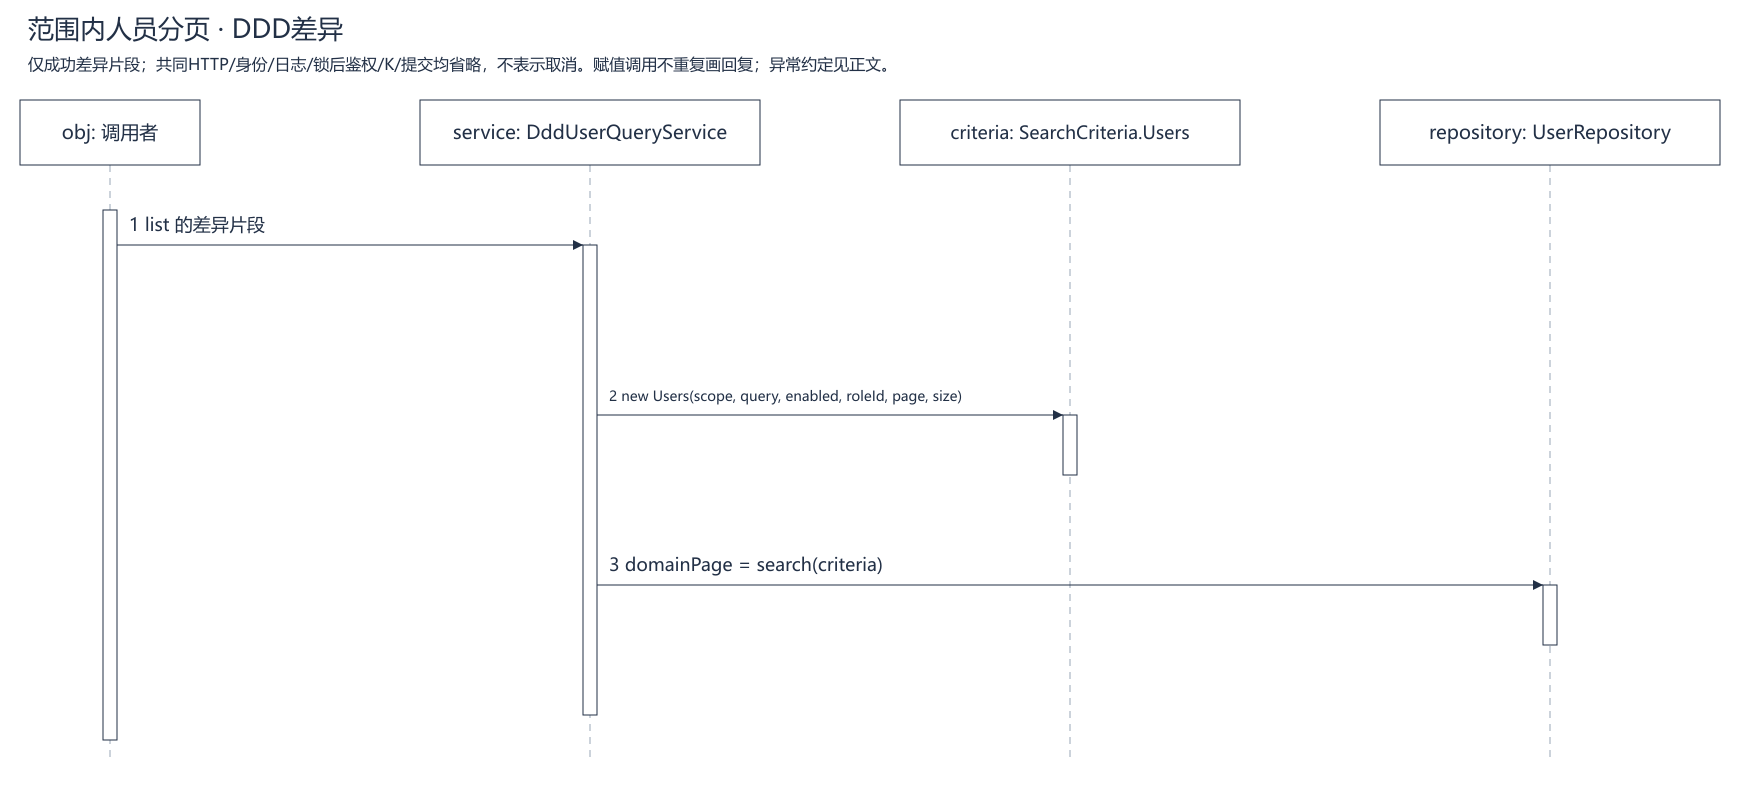 范围内人员分页 · DDD差异
仅成功差异片段；共同HTTP/身份/日志/锁后鉴权/K/提交均省略，不表示取消。赋值调用不重复画回复；异常约定见正文。
obj: 调用者
service: DddUserQueryService
criteria: SearchCriteria.Users
repository: UserRepository
1 list 的差异片段
2 new Users(scope, query, enabled, roleId, page, size)
3 domainPage = search(criteria)